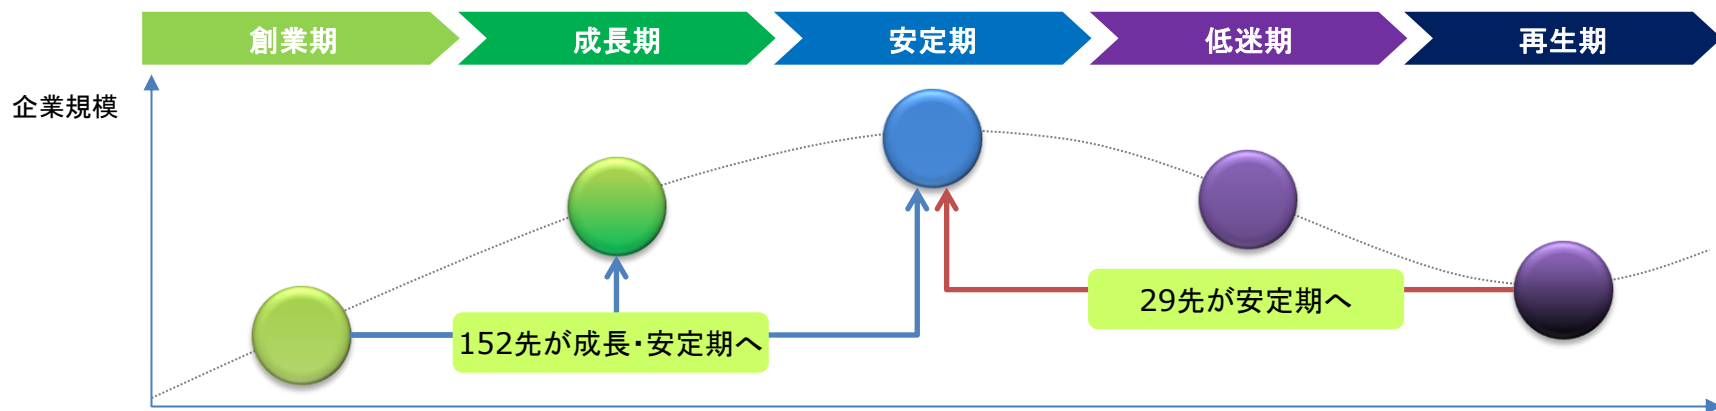 創業期
成長期
安定期
低迷期
再生期
企業規模
152先が成長・安定期へ
29先が安定期へ